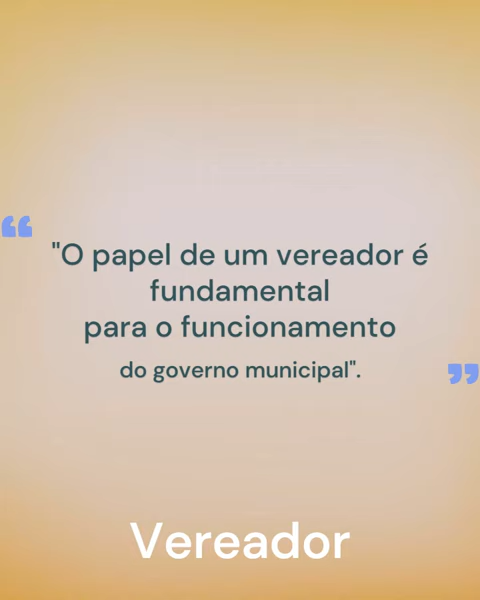 "O papel de um vereador é
fundamental
para o funcionamento
do governo municipal".
Vereador